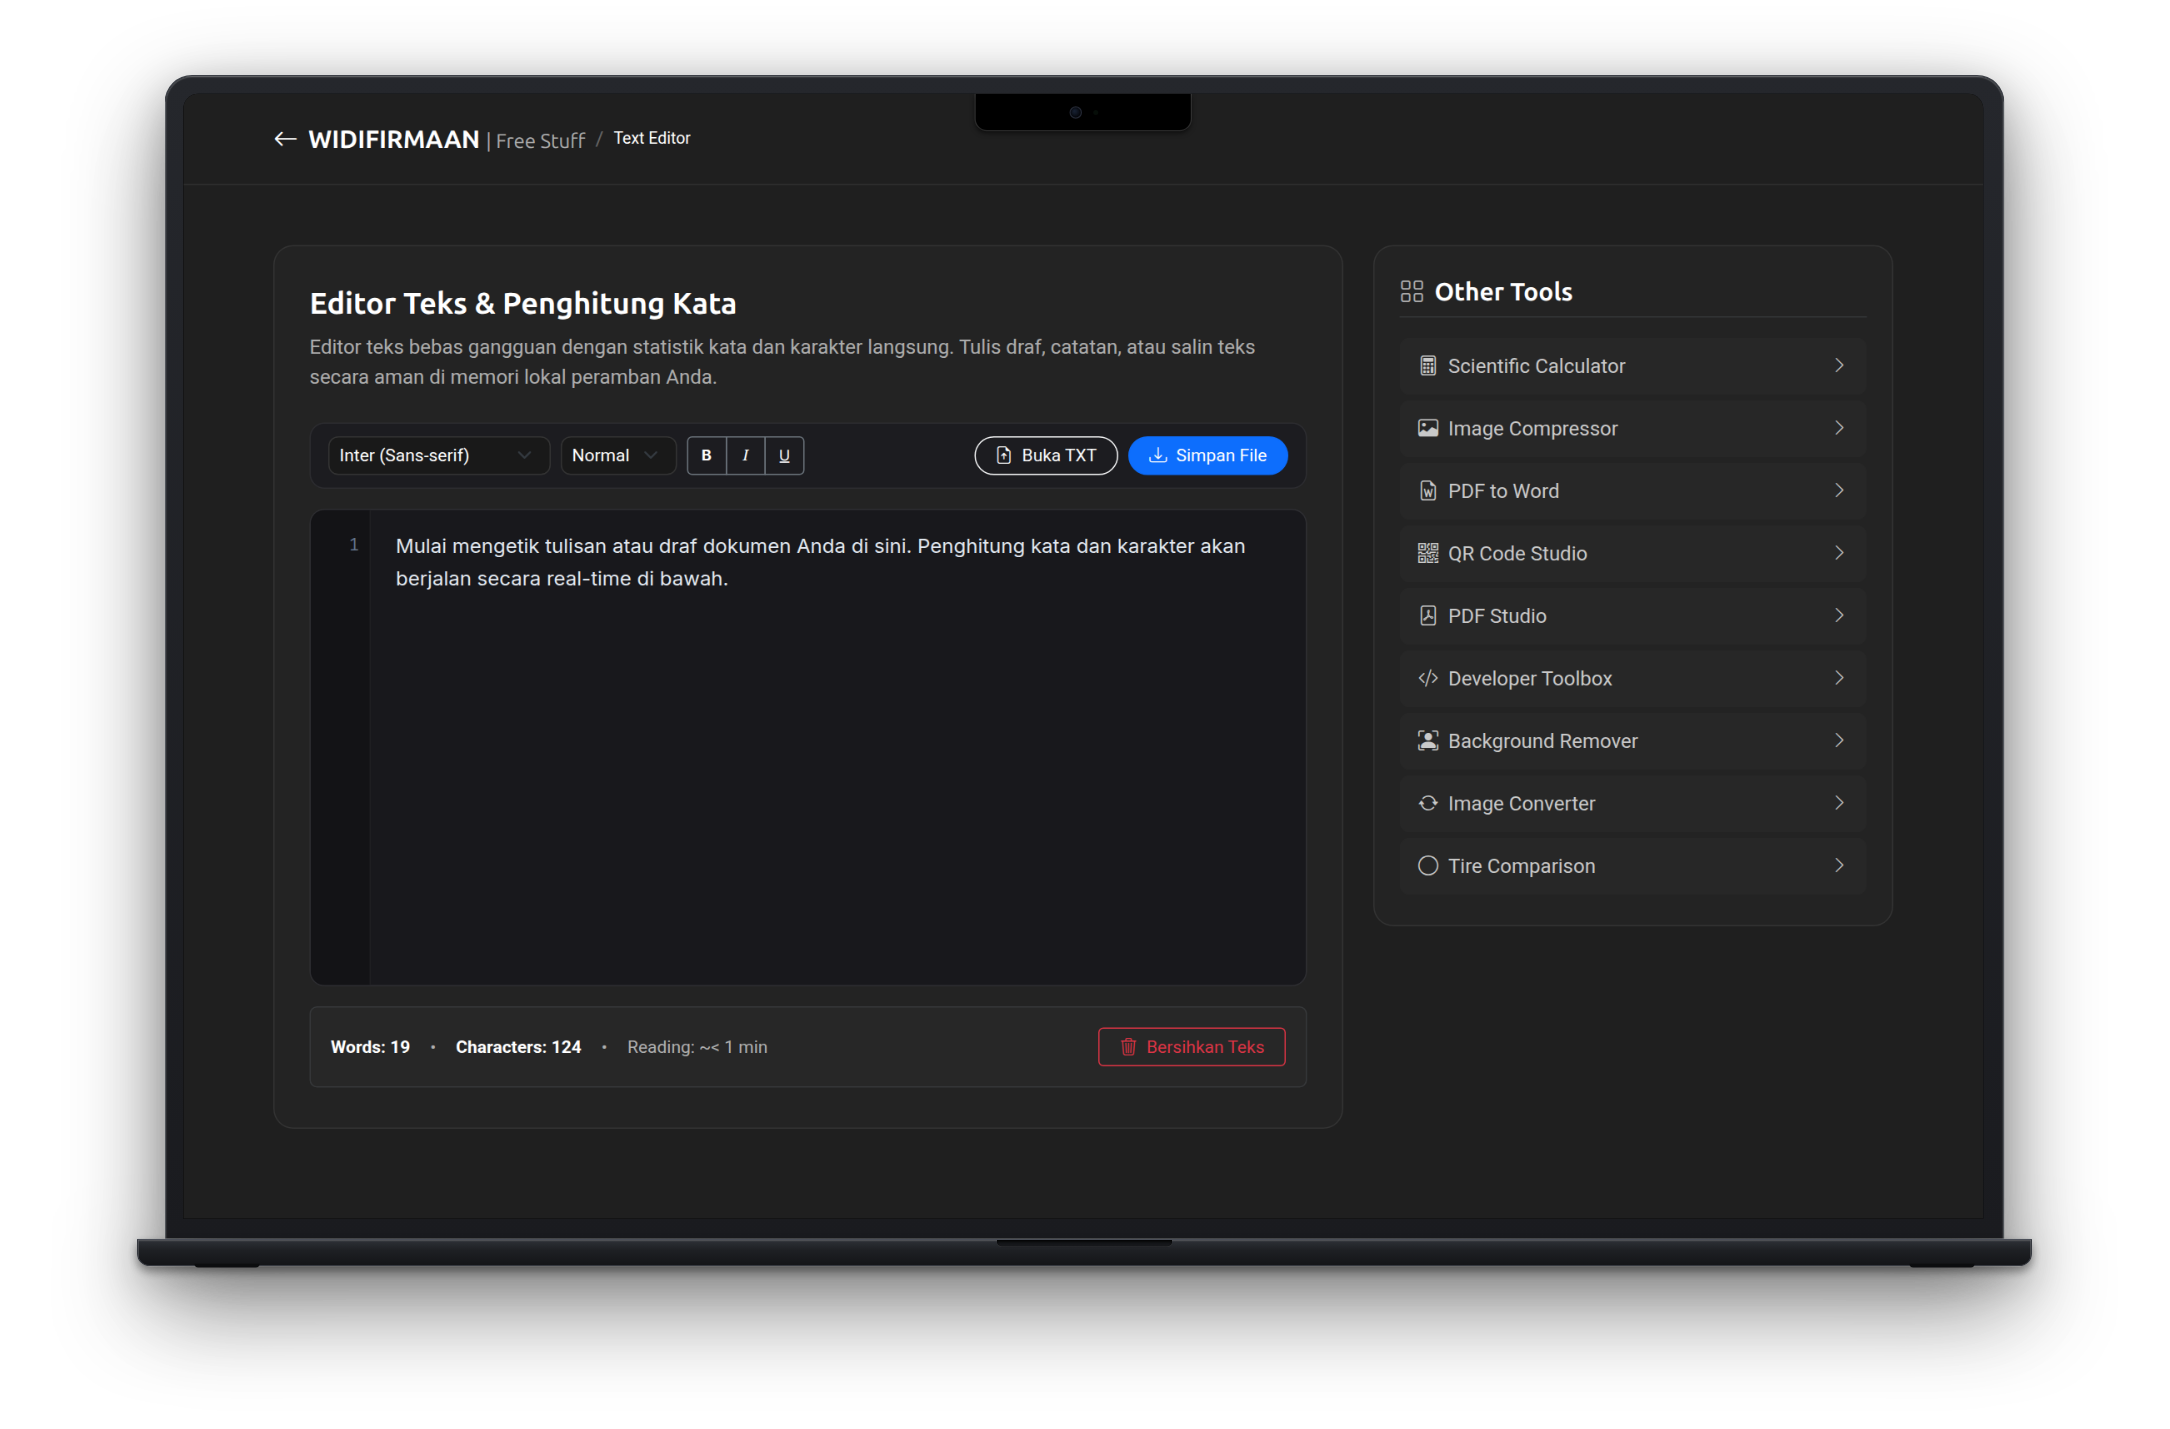 WIDIFIRMAAN | Free Stuff / Text Editor
Editor Teks & Penghitung Kata
Editor teks bebas gangguan dengan statistik kata dan karakter langsung. Tulis draf, catatan, atau salin teks
secara aman di memori lokal peramban Anda.
Inter (Sans-serif) Normal B I U Buka TXT Simpan File
1 Mulai mengetik tulisan atau draf dokumen Anda di sini. Penghitung kata dan karakter akan
berjalan secara real-time di bawah.
Words: 19 • Characters: 124 • Reading: ~< 1 min Bersihkan Teks
Other Tools
Scientific Calculator
Image Compressor
PDF to Word
QR Code Studio
PDF Studio
Developer Toolbox
Background Remover
Image Converter
Tire Comparison